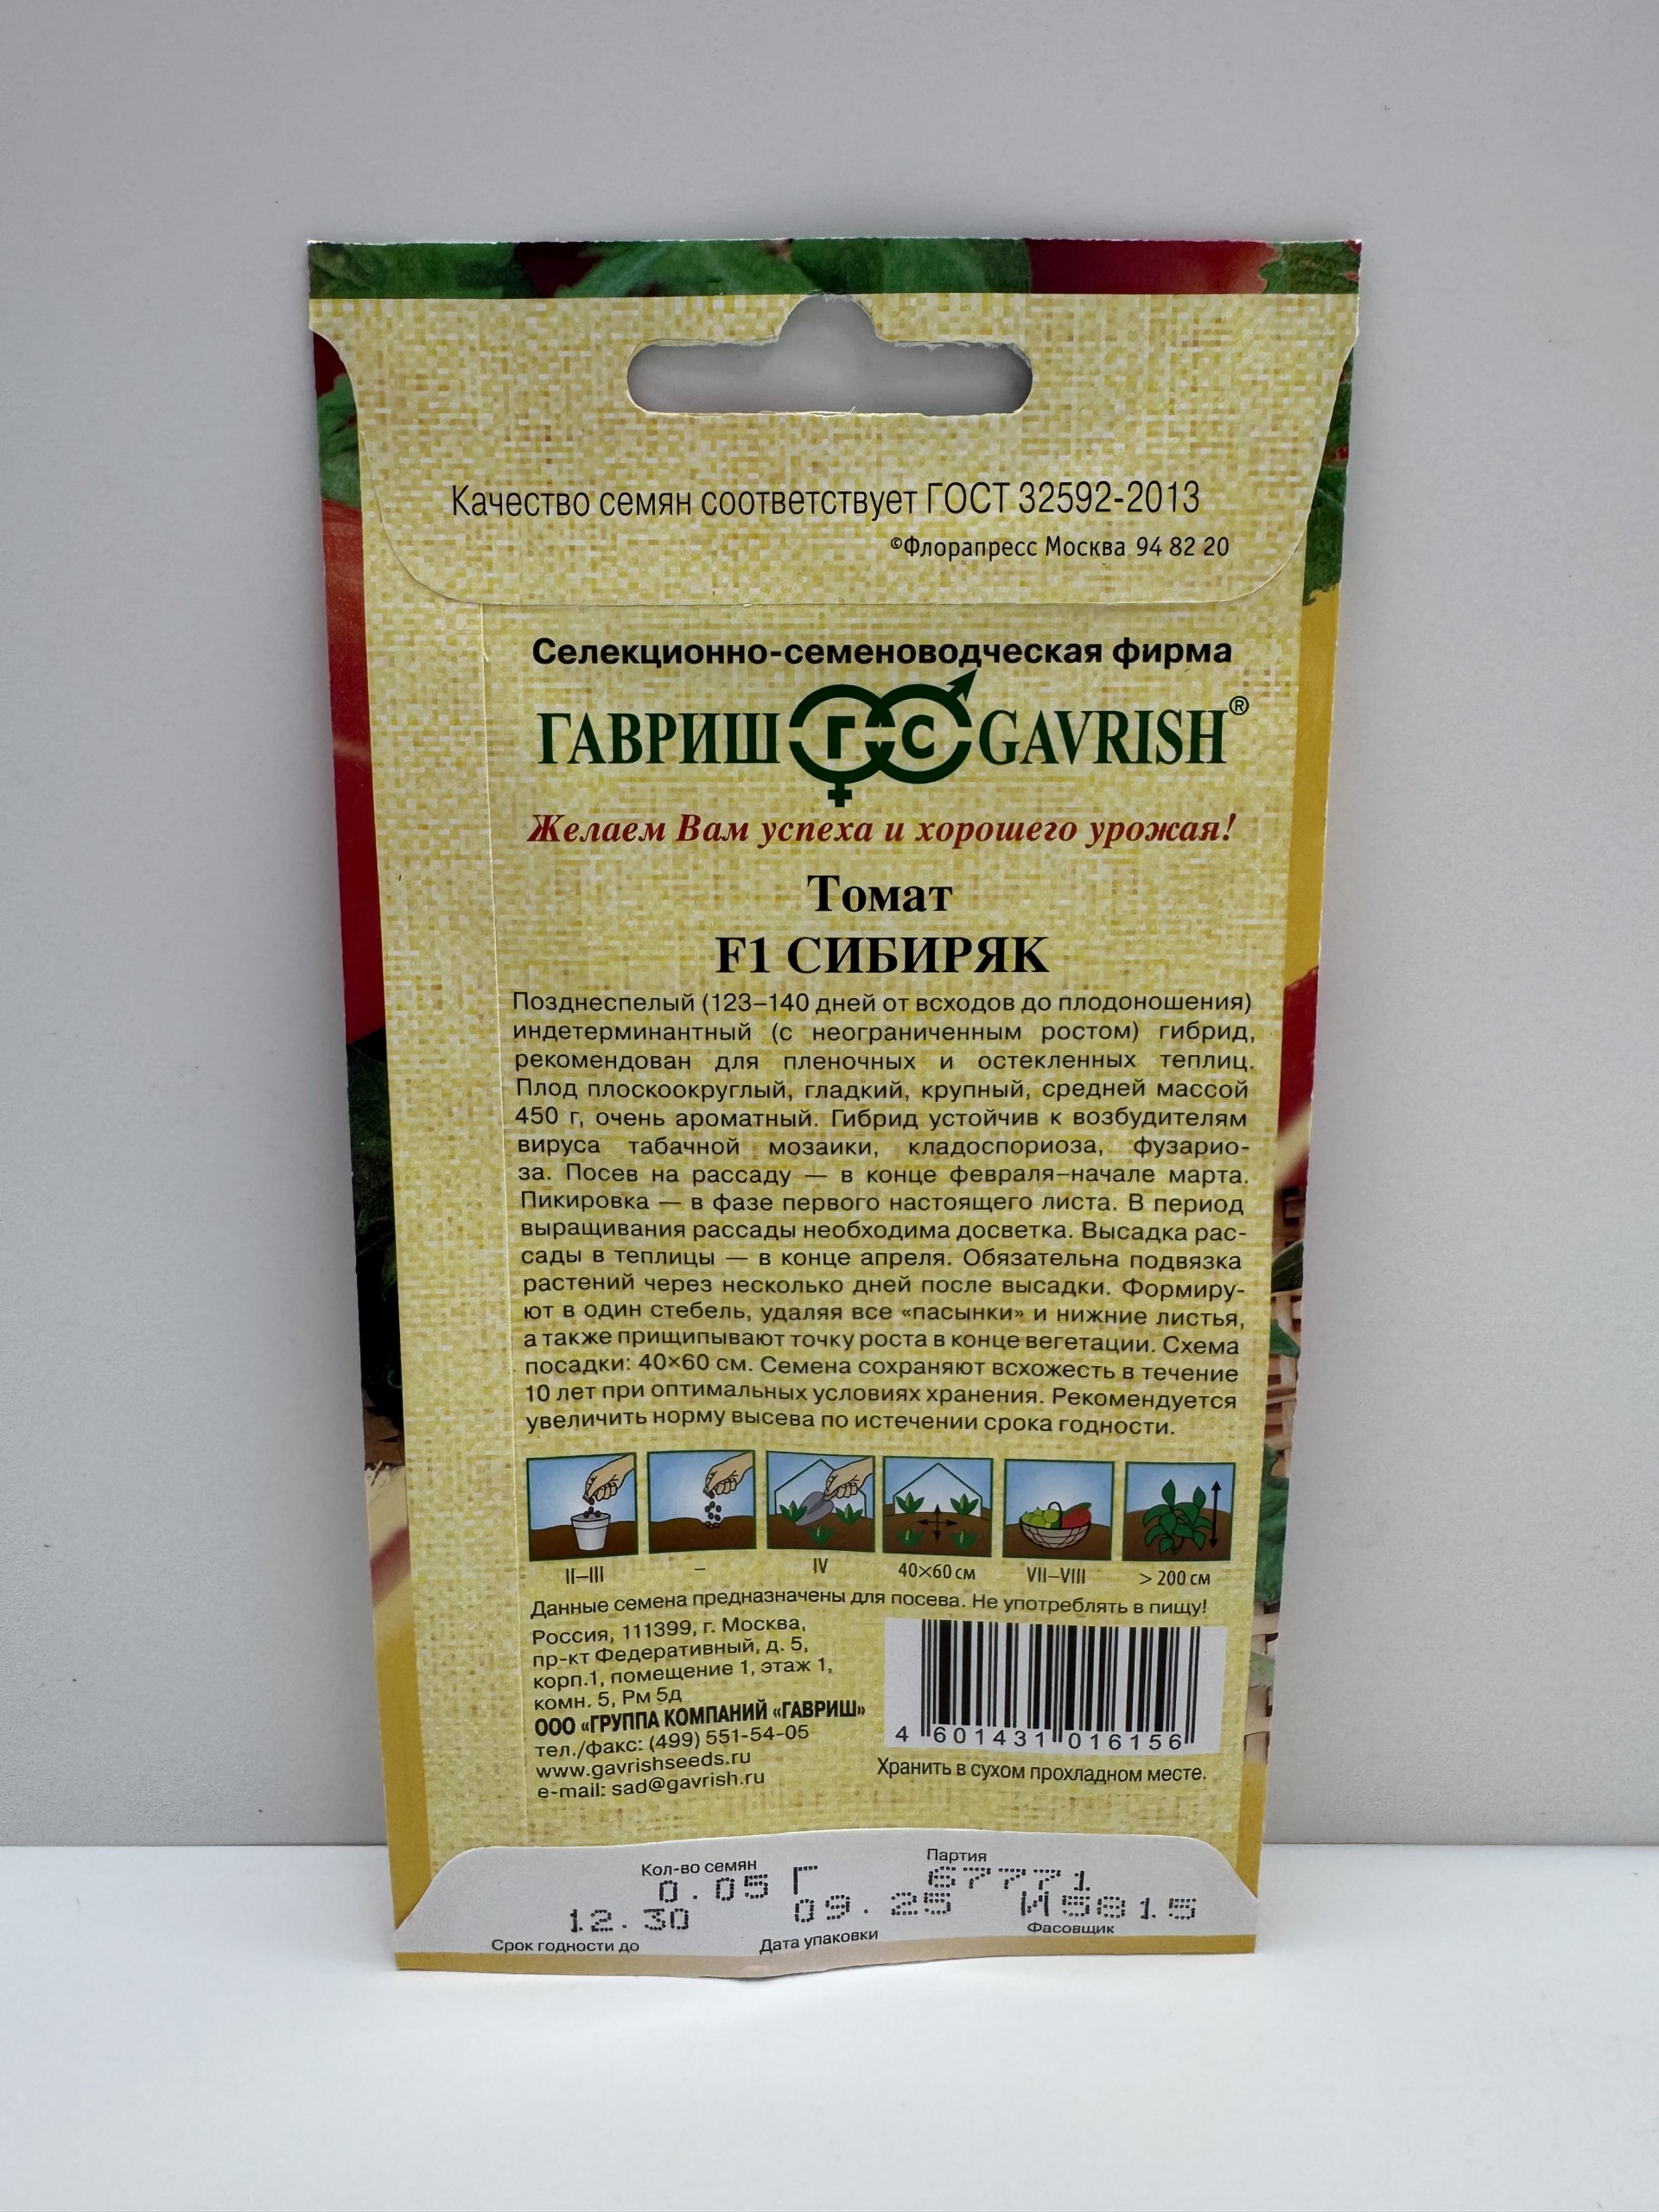 Качество семян соответствует ГОСТ 32592-2013
©Флорапресс Москва 94 82 20
Селекционно-семеноводческая фирма
ГАВРИШ ГС GAVRISH®
Желаем Вам успеха и хорошего урожая!
Томат
F1 СИБИРЯК
Позднеспелый (123–140 дней от всходов до плодоношения)
индетерминантный (с неограниченным ростом) гибрид,
рекомендован для пленочных и остекленных теплиц.
Плод плоскоокруглый, гладкий, крупный, средней массой
450 г, очень ароматный. Гибрид устойчив к возбудителям
вируса табачной мозаики, кладоспориоза, фузарио-
за. Посев на рассаду — в конце февраля–начале марта.
Пикировка — в фазе первого настоящего листа. В период
выращивания рассады необходима досветка. Высадка рас-
сады в теплицы — в конце апреля. Обязательна подвязка
растений через несколько дней после высадки. Формиру-
ют в один стебель, удаляя все «пасынки» и нижние листья,
а также прищипывают точку роста в конце вегетации. Схема
посадки: 40×60 см. Семена сохраняют всхожесть в течение
10 лет при оптимальных условиях хранения. Рекомендуется
увеличить норму высева по истечении срока годности.
II–III – IV 40×60 см VII–VIII > 200 см
Данные семена предназначены для посева. Не употреблять в пищу!
Россия, 111399, г. Москва,
пр-кт Федеративный, д. 5,
корп.1, помещение 1, этаж 1,
комн. 5, Рм 5д
ООО «ГРУППА КОМПАНИЙ «ГАВРИШ»
тел./факс: (499) 551-54-05
www.gavrishseeds.ru
e-mail: sad@gavrish.ru
4 601431 016156
Хранить в сухом прохладном месте.
Кол-во семян Партия
0.05 Г 67771
12.30 09.25 И5815
Срок годности до Дата упаковки Фасовщик